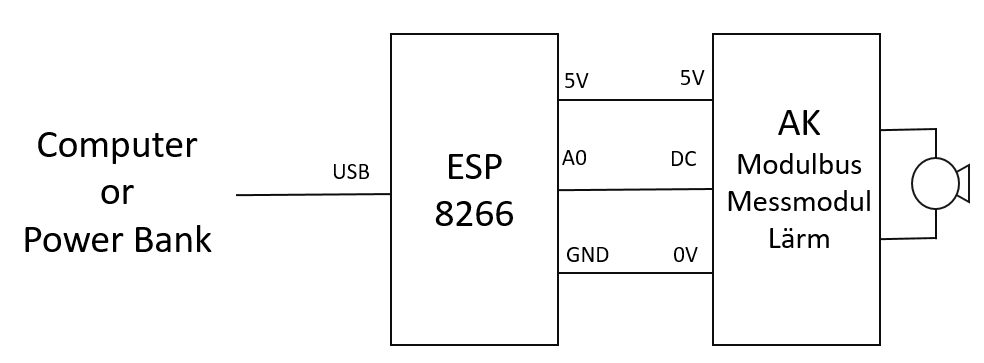 Computer
or
Power Bank
USB
ESP
8266
5V
A0
GND
5V
DC
0V
AK
Modulbus
Messmodul
Lärm